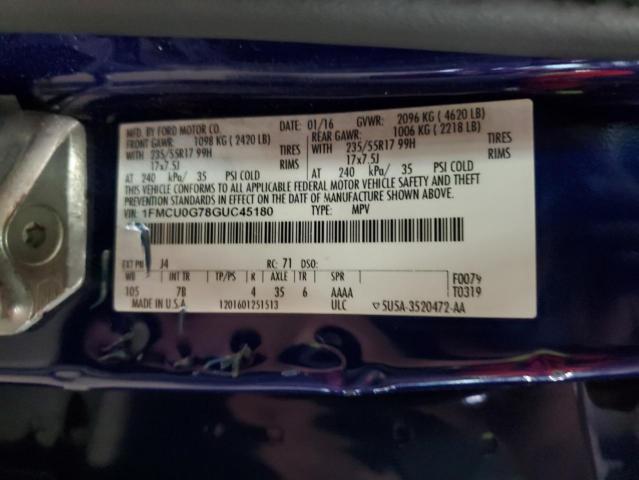 MFD. BY FORD MOTOR CO. DATE: 01/16 GVWR: 2096 KG ( 4620 LB)
FRONT GAWR: 1098 KG ( 2420 LB) REAR GAWR: 1006 KG ( 2218 LB)
WITH 235/55R17 99H TIRES WITH 235/55R17 99H TIRES
17x7.5J RIMS 17x7.5J RIMS
AT 240 kPa/ 35 PSI COLD AT 240 kPa/ 35 PSI COLD
THIS VEHICLE CONFORMS TO ALL APPLICABLE FEDERAL MOTOR VEHICLE SAFETY AND THEFT
PREVENTION STANDARDS IN EFFECT ON THE DATE OF MANUFACTURE SHOWN ABOVE.
VIN: 1FMCU0G78GUC45180 TYPE: MPV
EXT PNT J4 RC: 71 DSO:
WB INT TR TP/PS R AXLE TR SPR F0079
105 7B 4 35 6 AAAA T0319
MADE IN U.S.A 1201601251513 ULC ▽5U5A-3520472-AA